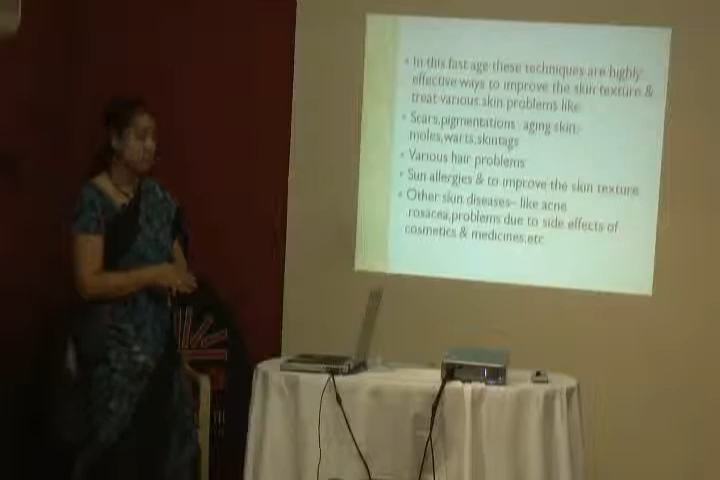 • In this fast age these techniques are highly
effective ways to improve the skin texture &
treat various skin problems like
• Scars,pigmentations aging skin,
moles,warts,skintags
• Various hair problems
• Sun allergies & to improve the skin texture
• Other skin diseases- like acne
rosacea,problems due to side effects of
cosmetics & medicines,etc